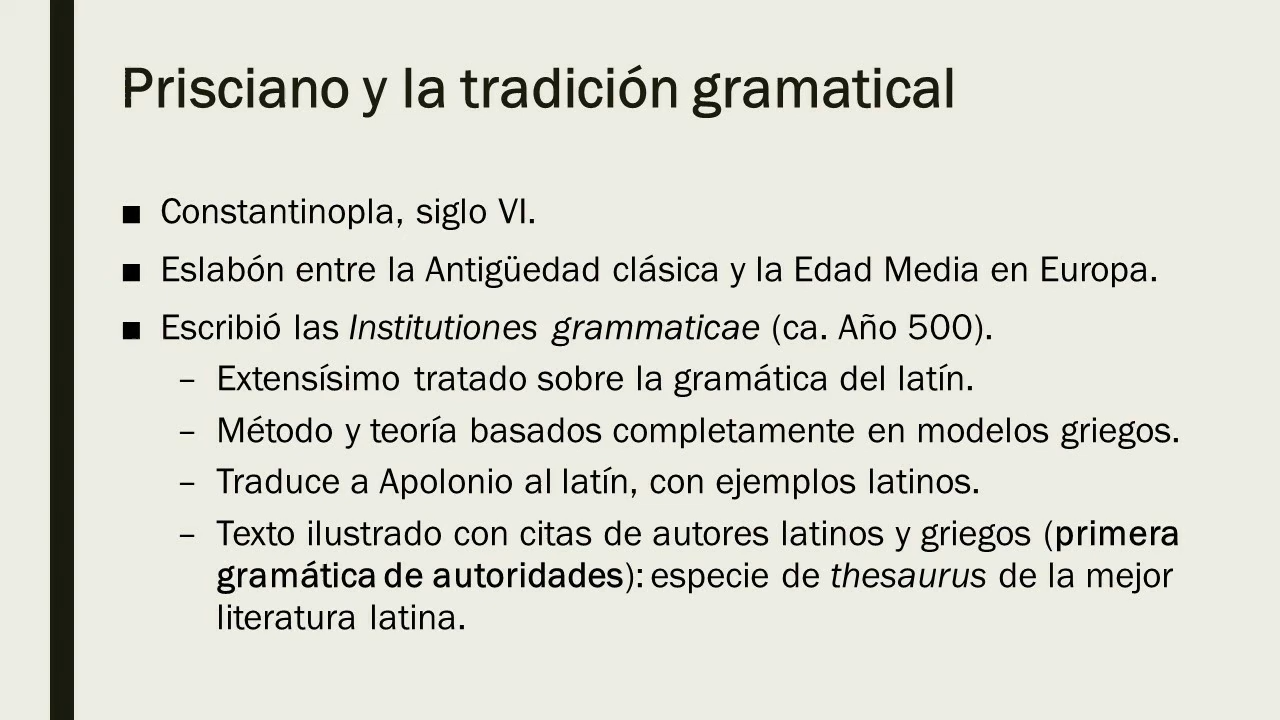 Prisciano y la tradición gramatical
■ Constantinopla, siglo VI.
■ Eslabón entre la Antigüedad clásica y la Edad Media en Europa.
■ Escribió las Institutiones grammaticae (ca. Año 500).
– Extensísimo tratado sobre la gramática del latín.
– Método y teoría basados completamente en modelos griegos.
– Traduce a Apolonio al latín, con ejemplos latinos.
– Texto ilustrado con citas de autores latinos y griegos (primera
gramática de autoridades): especie de thesaurus de la mejor
literatura latina.